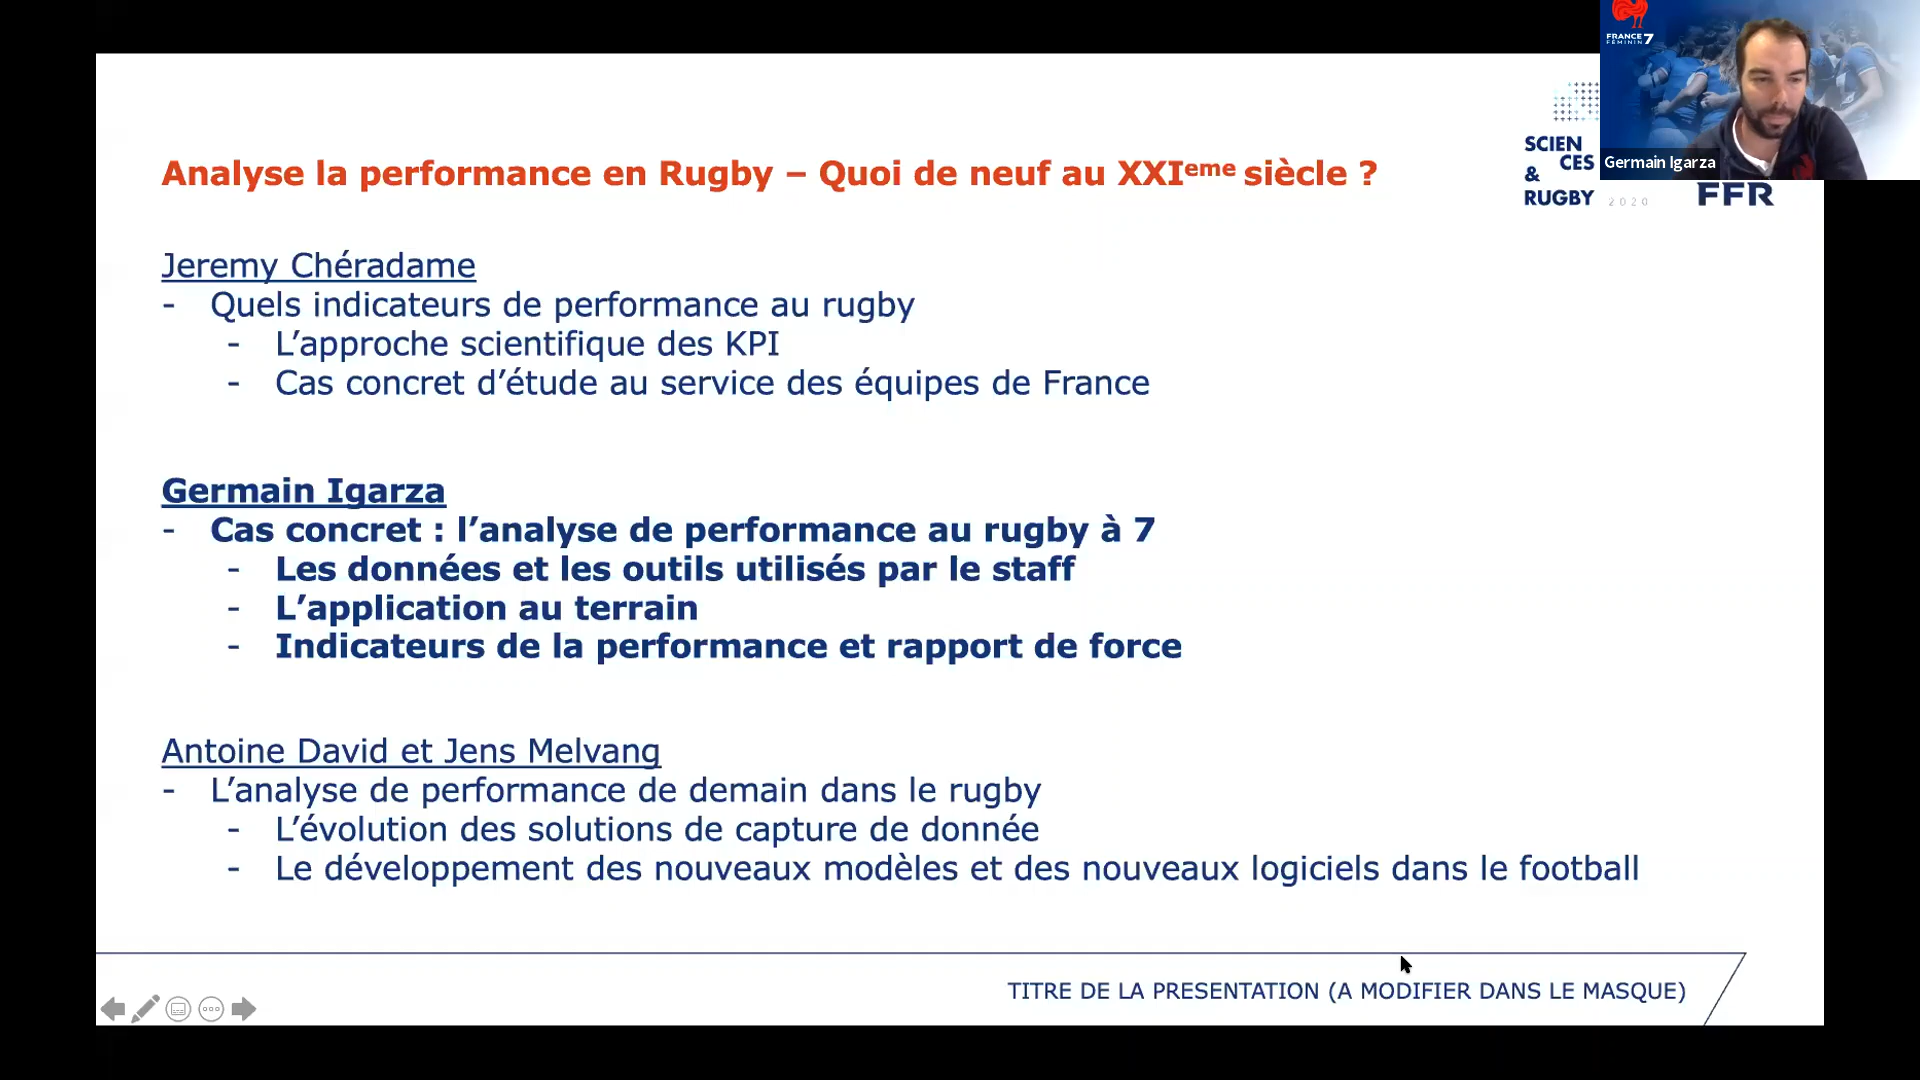 FRANCE 7
FÉMININ
Germain Igarza
SCIEN
CES
&
RUGBY
2020
FFR
Analyse la performance en Rugby – Quoi de neuf au XXIeme siècle ?
Jeremy Chéradame
- Quels indicateurs de performance au rugby
- L’approche scientifique des KPI
- Cas concret d’étude au service des équipes de France
Germain Igarza
- Cas concret : l’analyse de performance au rugby à 7
- Les données et les outils utilisés par le staff
- L’application au terrain
- Indicateurs de la performance et rapport de force
Antoine David et Jens Melvang
- L’analyse de performance de demain dans le rugby
- L’évolution des solutions de capture de donnée
- Le développement des nouveaux modèles et des nouveaux logiciels dans le football
TITRE DE LA PRESENTATION (A MODIFIER DANS LE MASQUE)